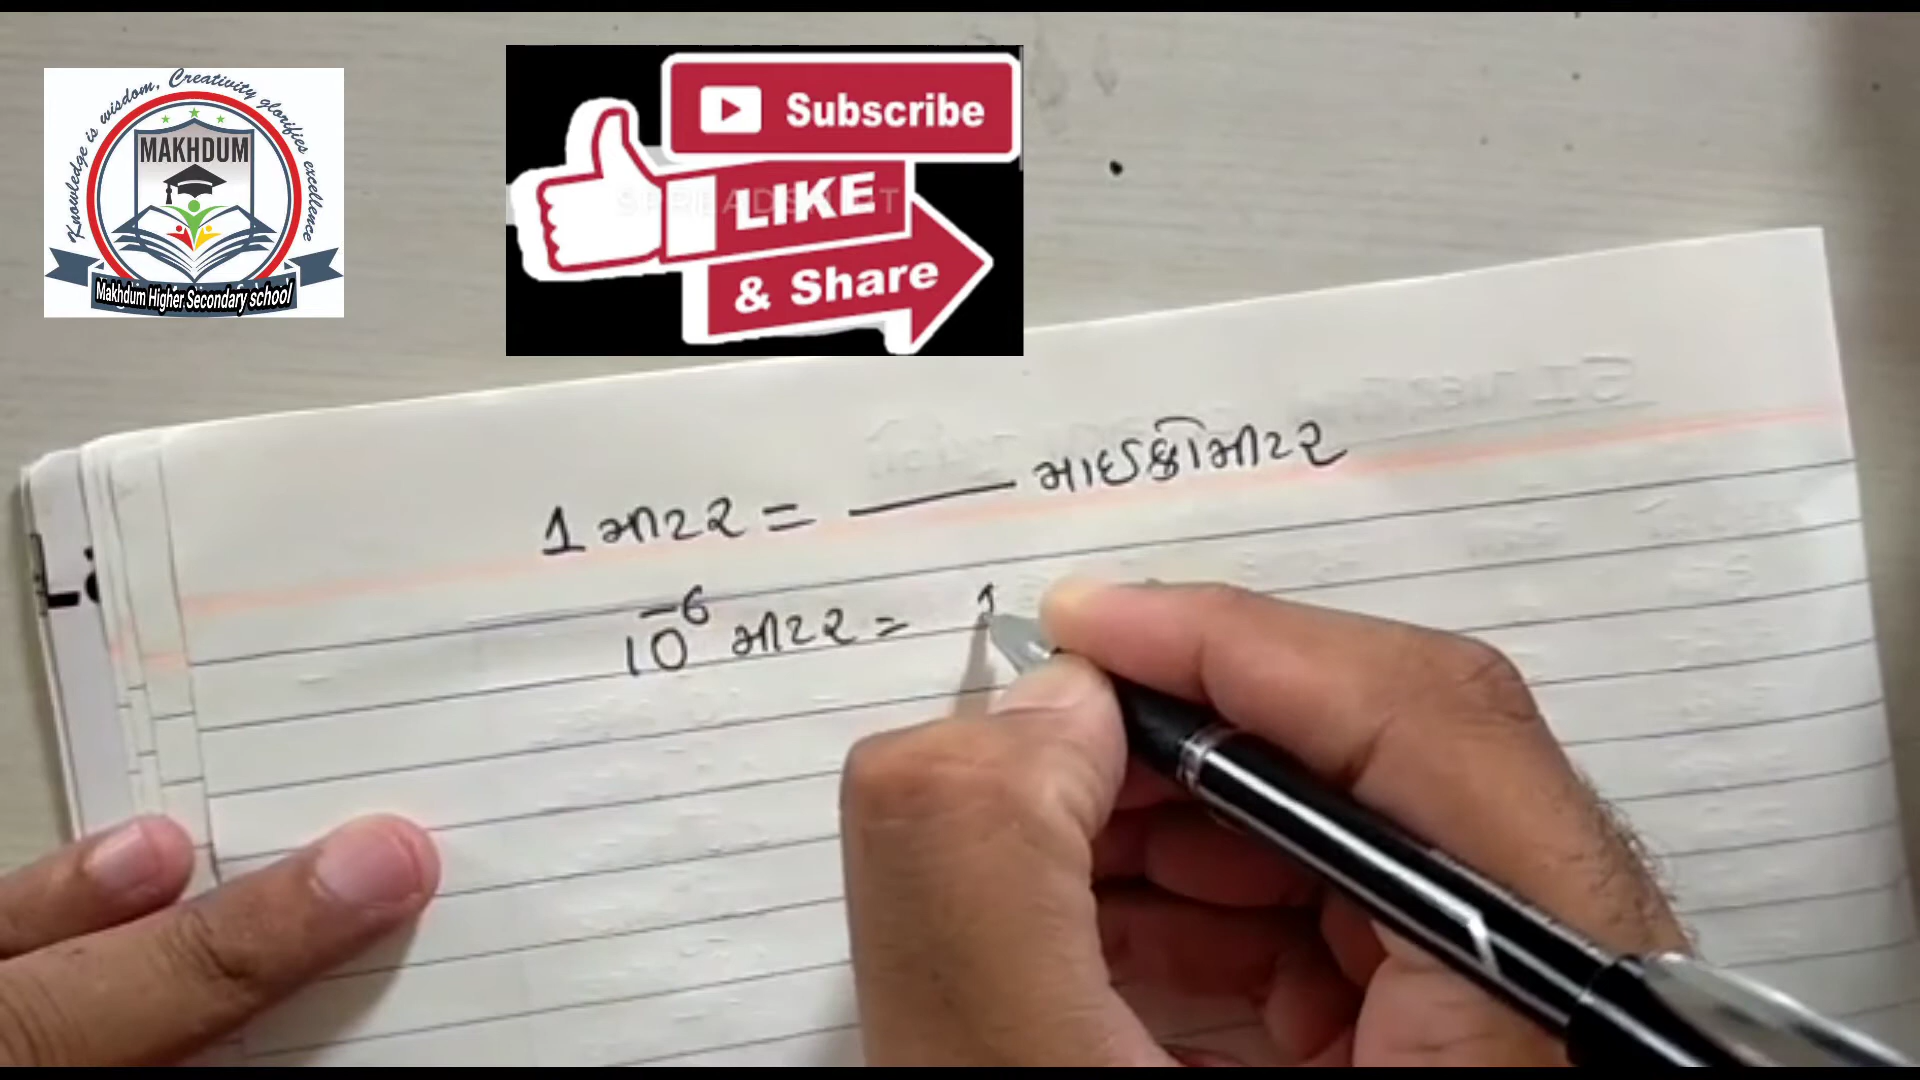 Knowledge is wisdom, Creativity glorifies excellence
MAKHDUM
Makhdum Higher Secondary school
Subscribe
LIKE
& Share
1 મીટર = ____ માઈક્રોમીટર
10⁻⁶ મીટર = 1